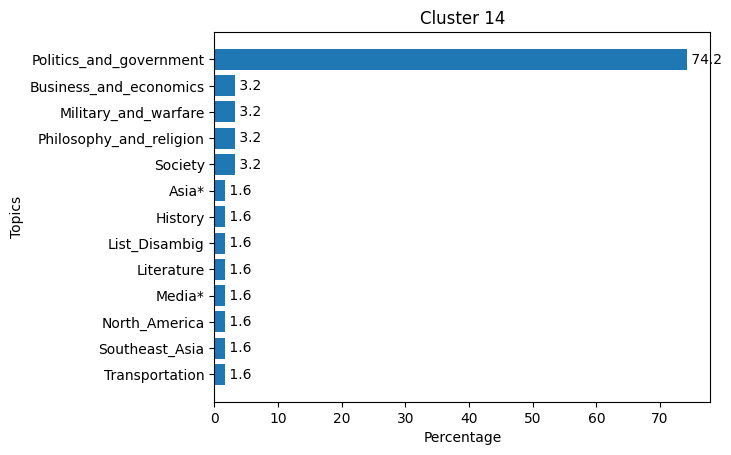 Cluster 14
Topics
Politics_and_government 74.2
Business_and_economics 3.2
Military_and_warfare 3.2
Philosophy_and_religion 3.2
Society 3.2
Asia* 1.6
History 1.6
List_Disambig 1.6
Literature 1.6
Media* 1.6
North_America 1.6
Southeast_Asia 1.6
Transportation 1.6
0 10 20 30 40 50 60 70
Percentage